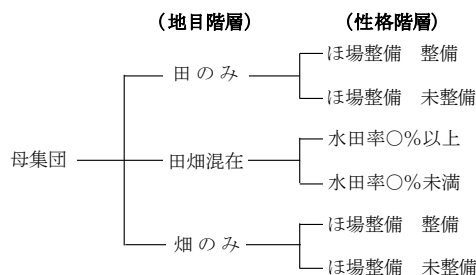 (地目階層) (性格階層)
ほ場整備 整備
田のみ
ほ場整備 未整備
水田率〇%以上
母集団 田畑混在
水田率〇%未満
ほ場整備 整備
畑のみ
ほ場整備 未整備